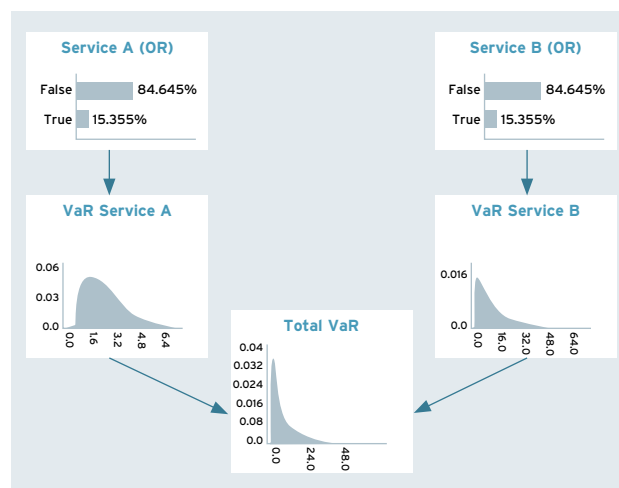 Service A (OR)
False 84.645%
True 15.355%
Service B (OR)
False 84.645%
True 15.355%
VaR Service A
0.06
0.03
0.0
0.0 1.6 3.2 4.8 6.4
VaR Service B
0.016
0.0
0.0 16.0 32.0 48.0 64.0
Total VaR
0.04
0.032
0.024
0.016
0.08
0.0
0.0 24.0 48.0